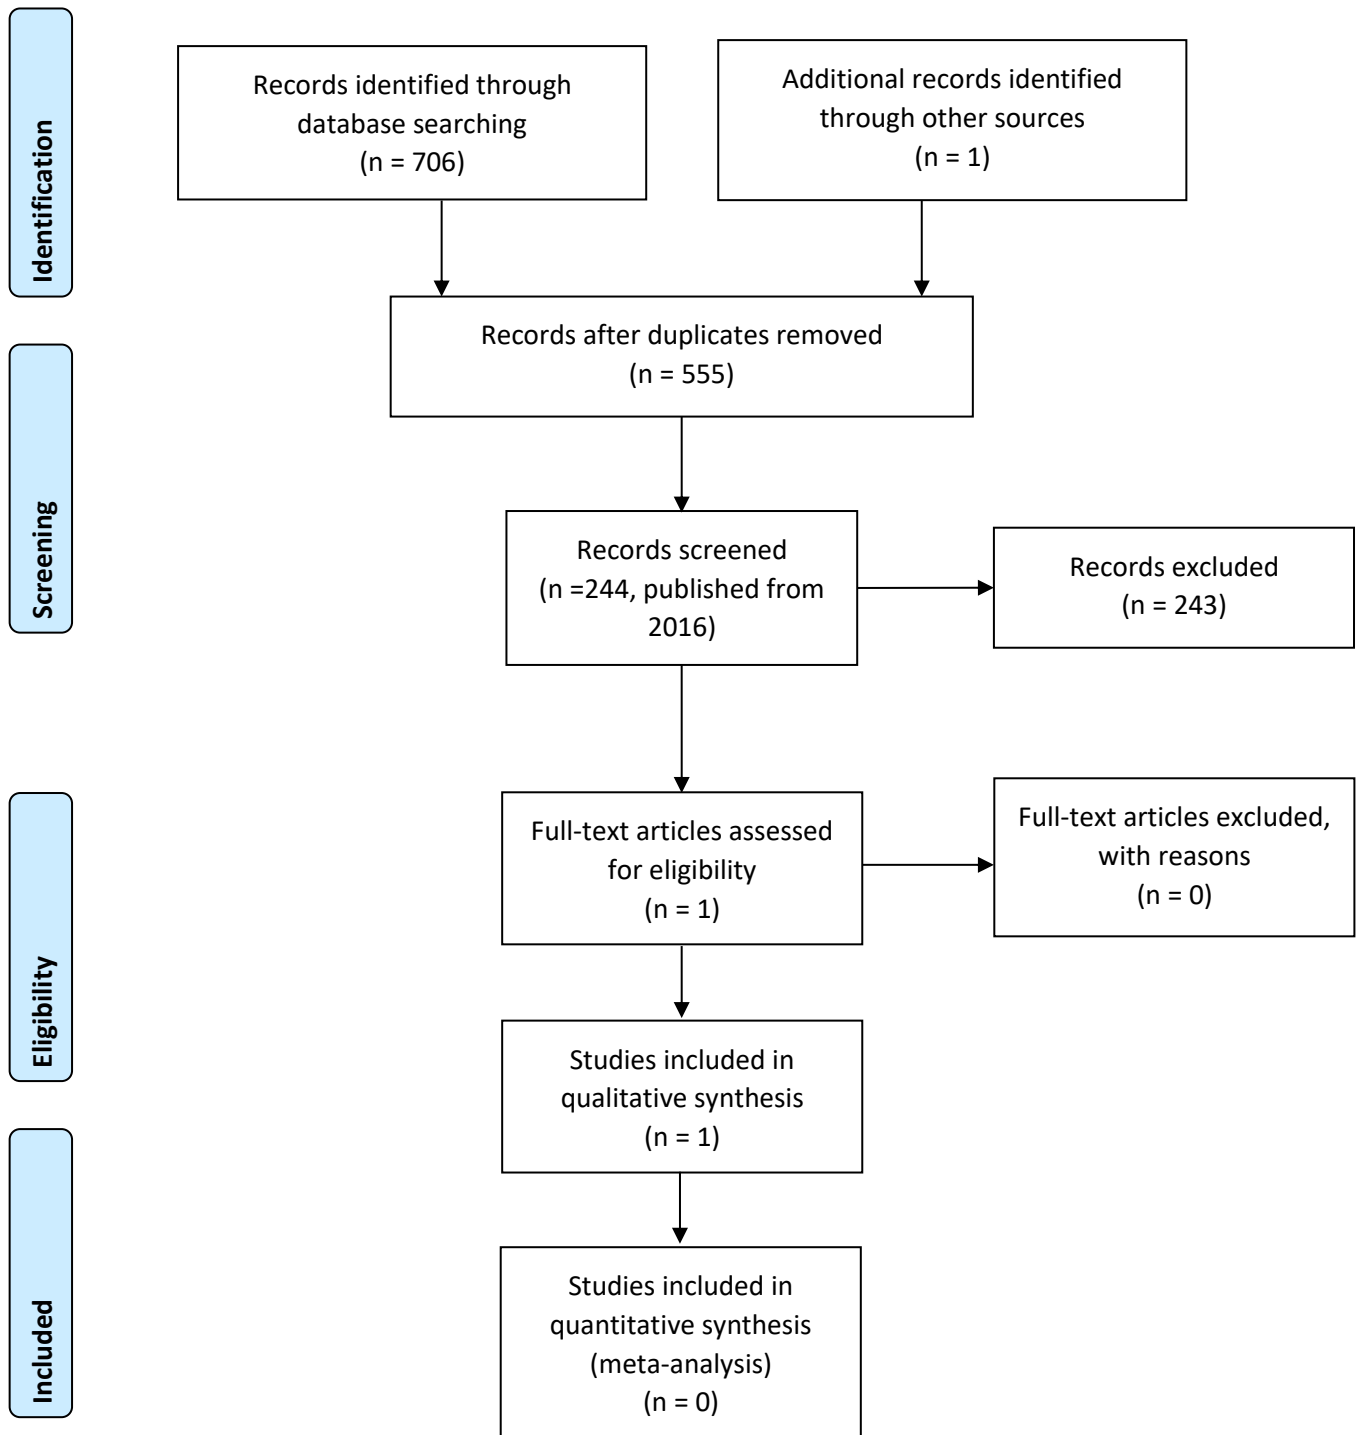 Identification
Records identified through
database searching
(n = 706)
Additional records identified
through other sources
(n = 1)
Records after duplicates removed
(n = 555)
Screening
Records screened
(n =244, published from
2016)
Records excluded
(n = 243)
Eligibility
Full-text articles assessed
for eligibility
(n = 1)
Full-text articles excluded,
with reasons
(n = 0)
Studies included in
qualitative synthesis
(n = 1)
Included
Studies included in
quantitative synthesis
(meta-analysis)
(n = 0)